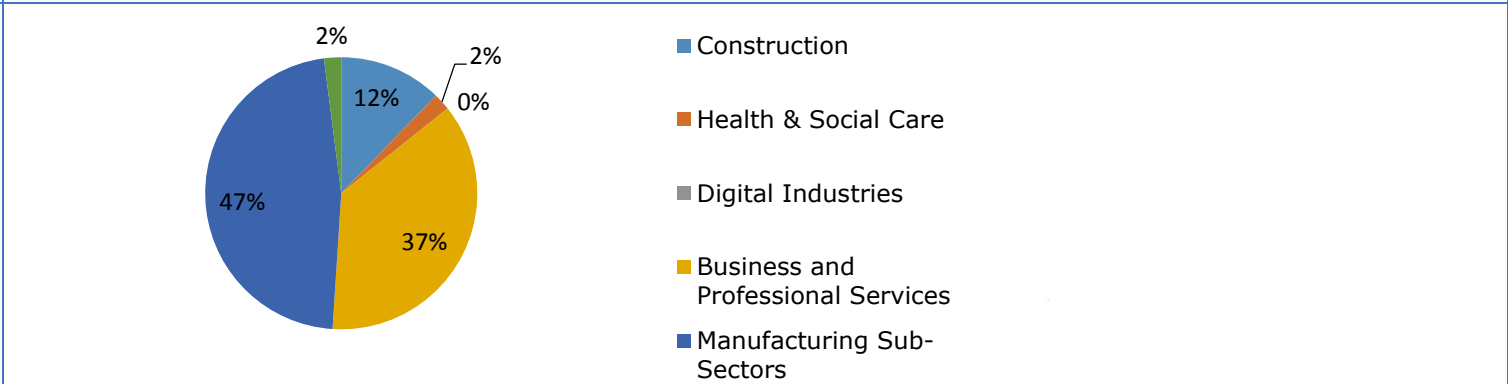 2%
2%
12%
0%
47%
37%
Construction
Health & Social Care
Digital Industries
Business and
Professional Services
Manufacturing Sub-
Sectors